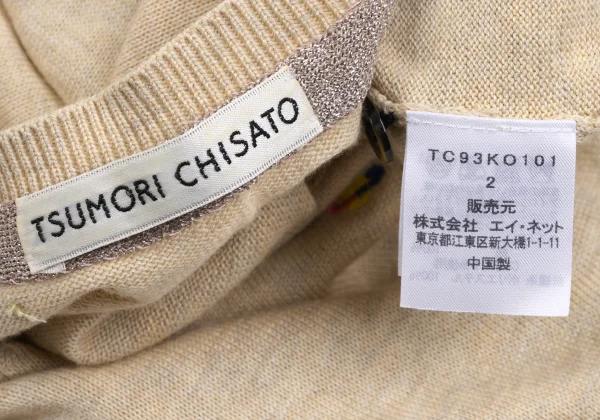 TSUMORI CHISATO
TC93KO101
2
販売元
株式会社 エイ・ネット
東京都江東区新大橋1-1-11
中国製